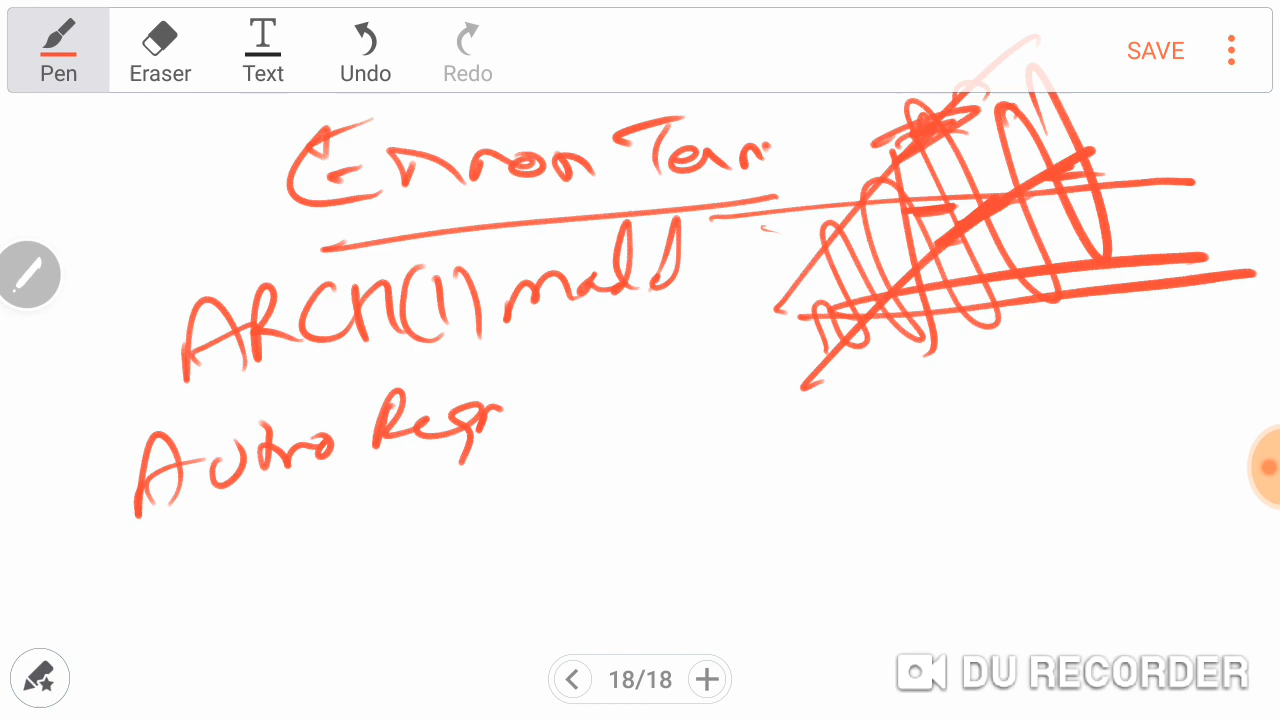 Pen Eraser Text Undo Redo SAVE
Error Term
ARCH(1) model
Auto Regr
18/18
DU RECORDER